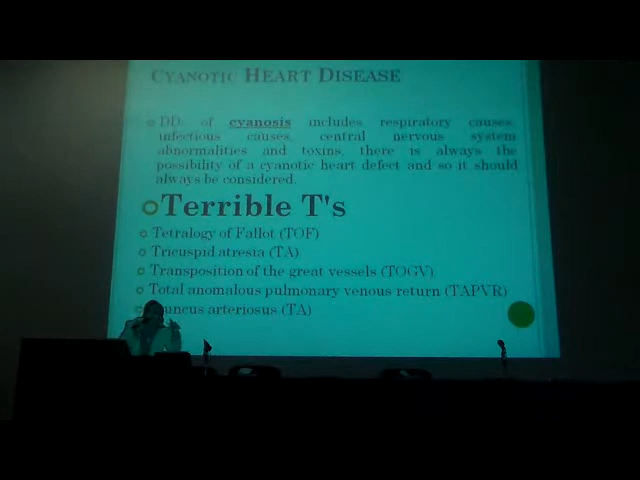 CYANOTIC HEART DISEASE
DD. of cyanosis includes respiratory causes,
infectious causes, central nervous system
abnormalities and toxins, there is always the
possibility of a cyanotic heart defect and so it should
always be considered.
Terrible T's
Tetralogy of Fallot (TOF)
Tricuspid atresia (TA)
Transposition of the great vessels (TOGV)
Total anomalous pulmonary venous return (TAPVR)
arteriosus (TA)